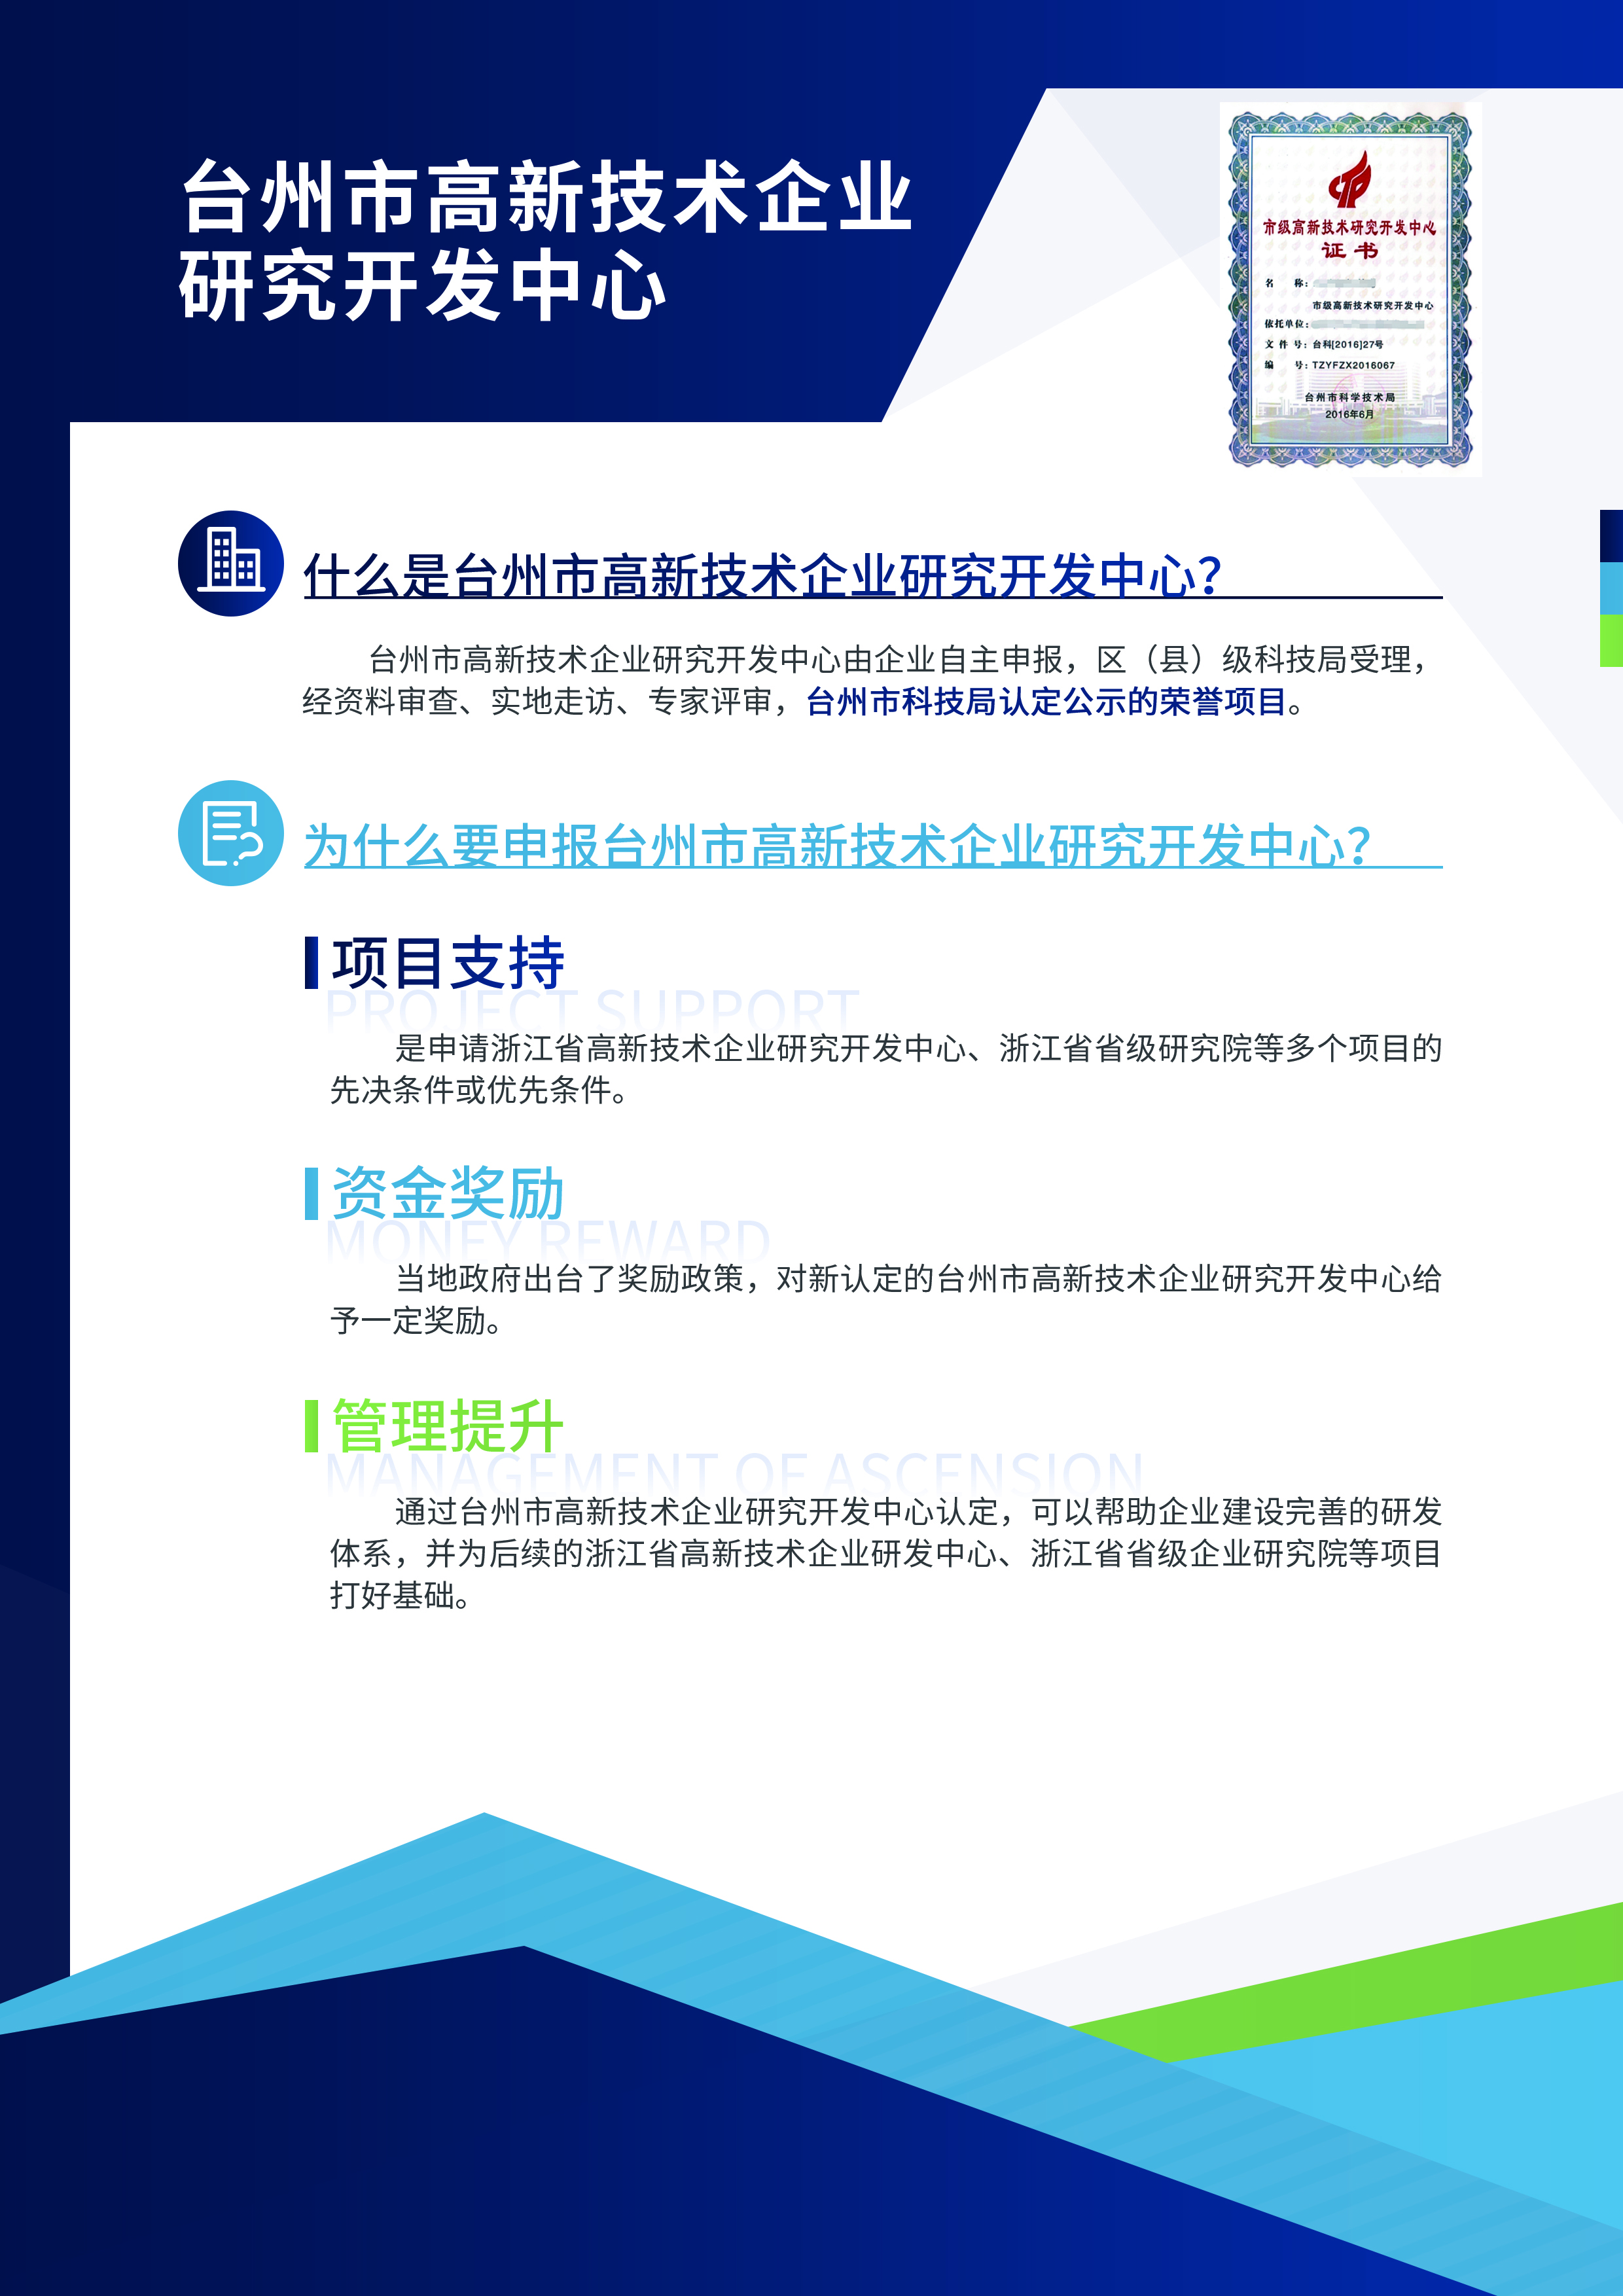 台州市高新技术企业
研究开发中心
市级高新技术研究开发中心
证书
名 称：
市级高新技术研究开发中心
依托单位：
文 件 号：台科[2016]27号
编 号：TZYFZX2016067
台州市科学技术局
2016年6月
什么是台州市高新技术企业研究开发中心？
台州市高新技术企业研究开发中心由企业自主申报，区（县）级科技局受理，
经资料审查、实地走访、专家评审，台州市科技局认定公示的荣誉项目。
为什么要申报台州市高新技术企业研究开发中心？
项目支持
PROJECT SUPPORT
是申请浙江省高新技术企业研究开发中心、浙江省省级研究院等多个项目的
先决条件或优先条件。
资金奖励
MONEY REWARD
当地政府出台了奖励政策，对新认定的台州市高新技术企业研究开发中心给
予一定奖励。
管理提升
MANAGEMENT OF ASCENSION
通过台州市高新技术企业研究开发中心认定，可以帮助企业建设完善的研发
体系，并为后续的浙江省高新技术企业研发中心、浙江省省级企业研究院等项目
打好基础。